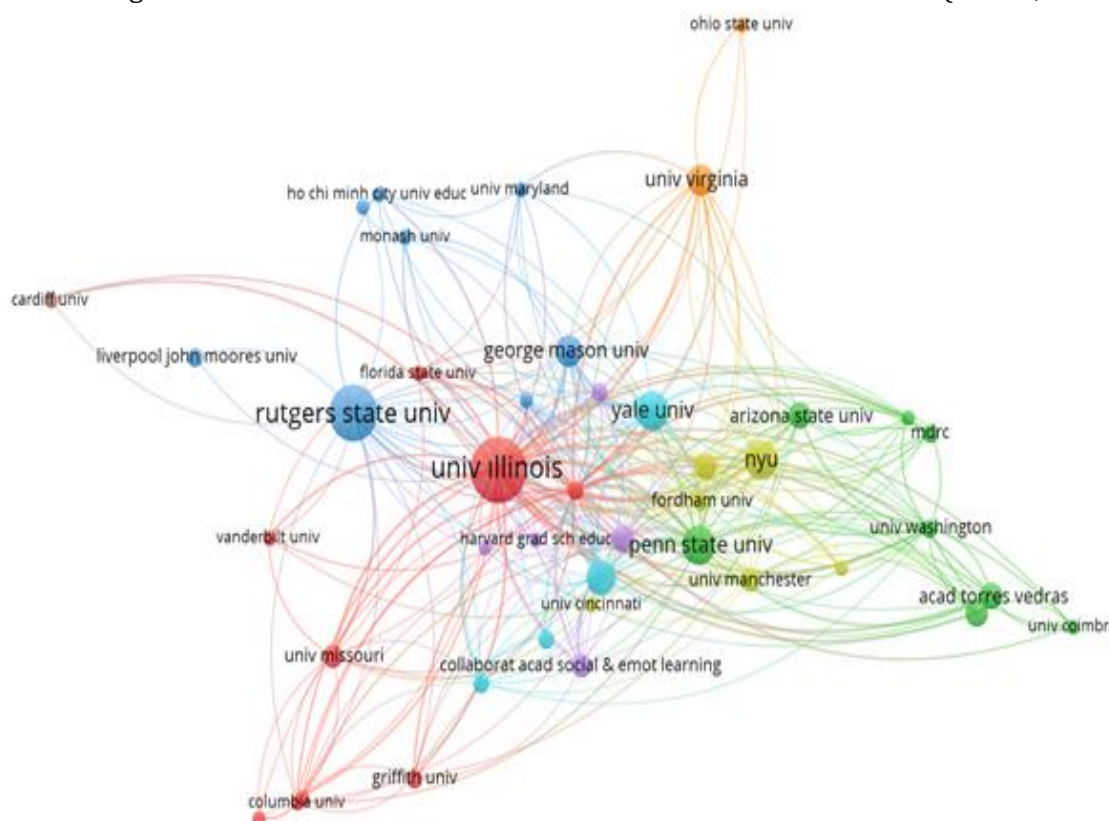 ohio state univ
univ virginia
ho chi minh city univ educ
univ maryland
monash univ
cardiff univ
liverpool john moores univ
george mason univ
florida state univ
rutgers state univ
yale univ
arizona state univ
mdrc
univ ıllinois
nyu
fordham univ
univ washington
vanderbilt univ
harvard grad sch educ
penn state univ
univ manchester
acad torres vedras
univ cincinnati
univ coimbr
univ missouri
collaborat acad social & emot learning
griffith univ
columbia univ